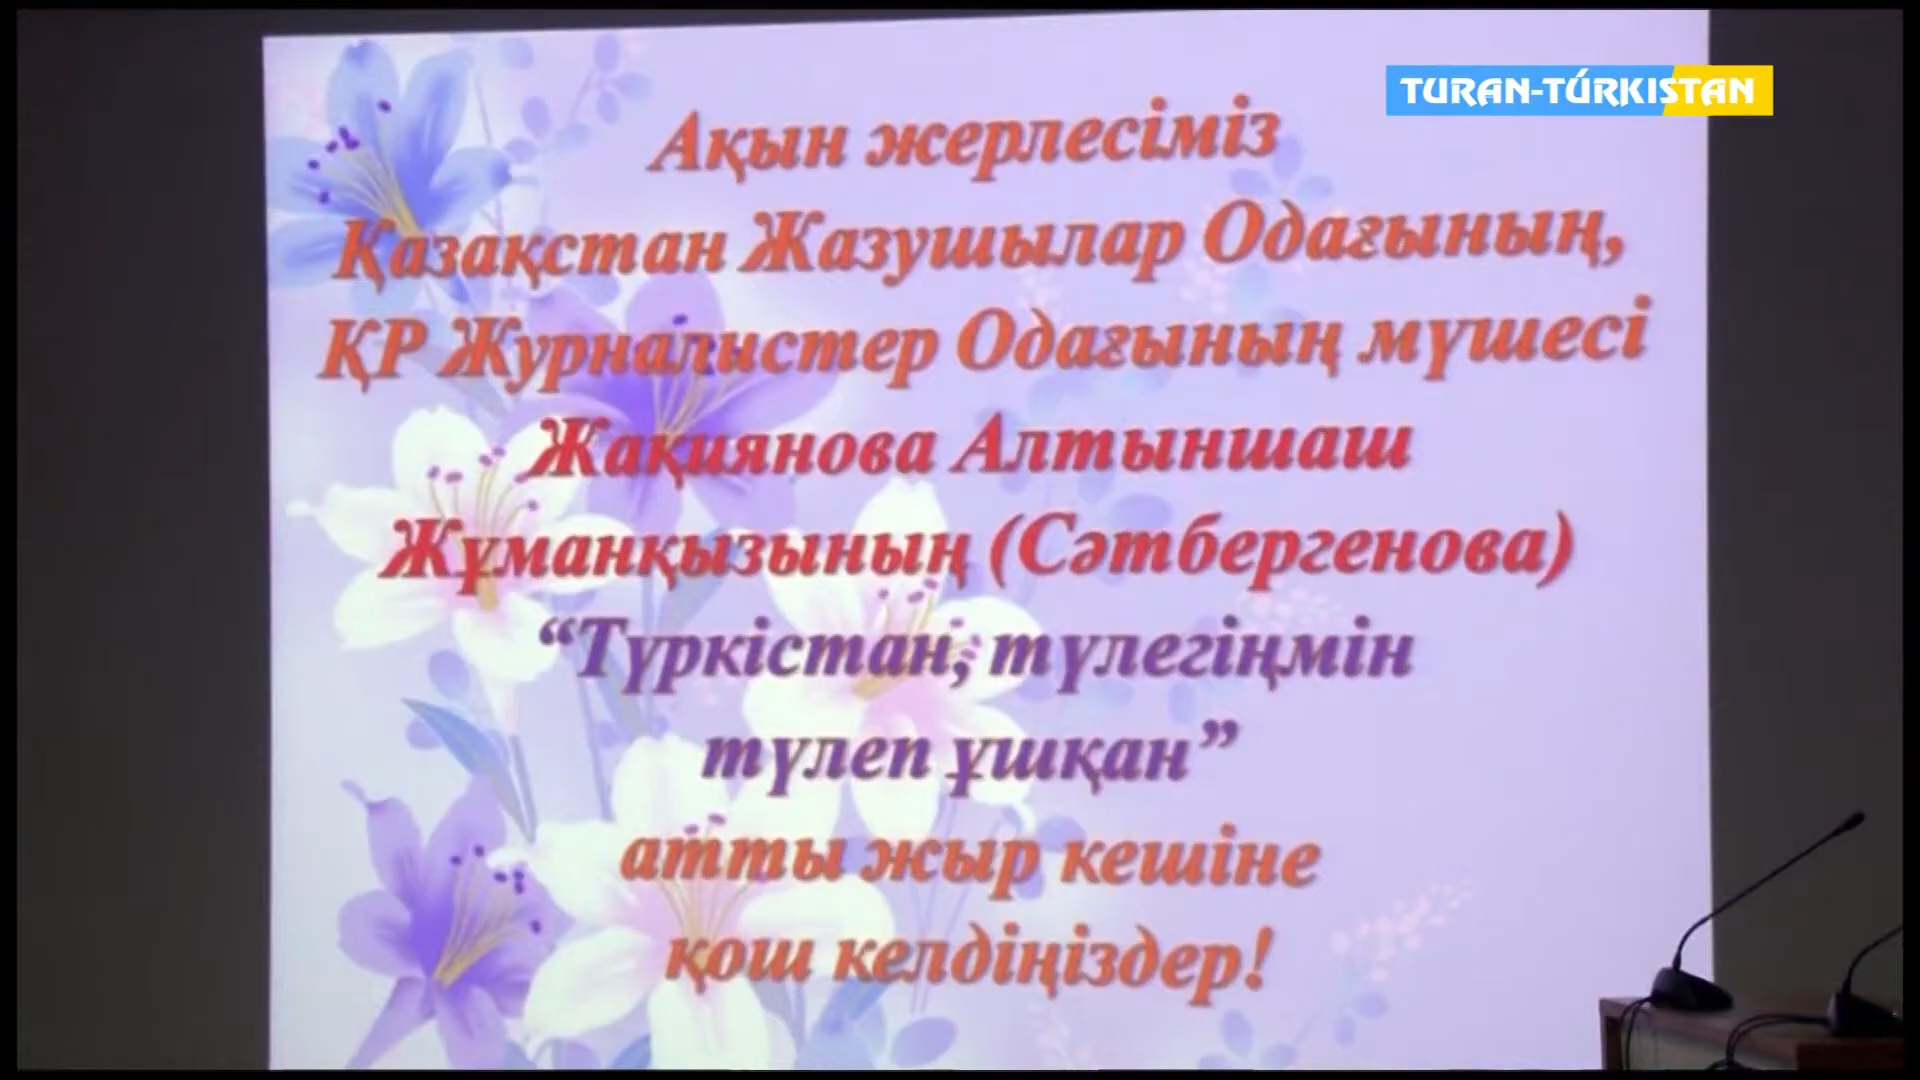 TURAN-TÚRKISTAN
Ақын жерлесіміз
Қазақстан Жазушылар Одағының,
ҚР Журналистер Одағының мүшесі
Жақиянова Алтыншаш
Жұманқызының (Сәтбергенова)
“Түркістан, түлегіңмін
түлеп ұшқан”
атты жыр кешіне
қош келдіңіздер!